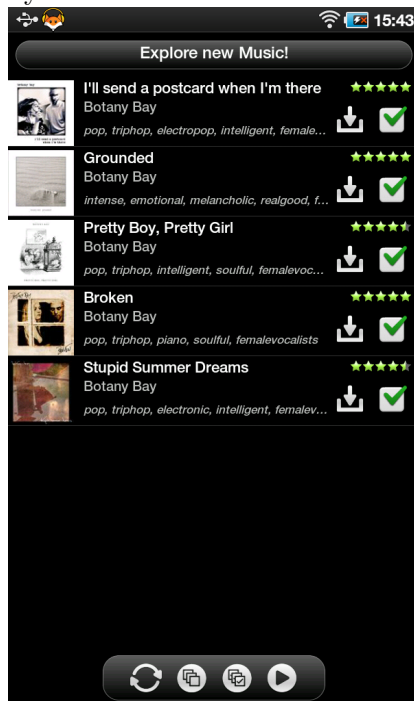 15:43
Explore new Music!
I'll send a postcard when I'm there
Botany Bay
pop, triphop, electropop, intelligent, female...
Grounded
Botany Bay
intense, emotional, melancholic, realgood, f...
Pretty Boy, Pretty Girl
Botany Bay
pop, triphop, intelligent, soulful, femalevoc...
Broken
Botany Bay
pop, triphop, piano, soulful, femalevocalists
Stupid Summer Dreams
Botany Bay
pop, triphop, electronic, intelligent, femalev...